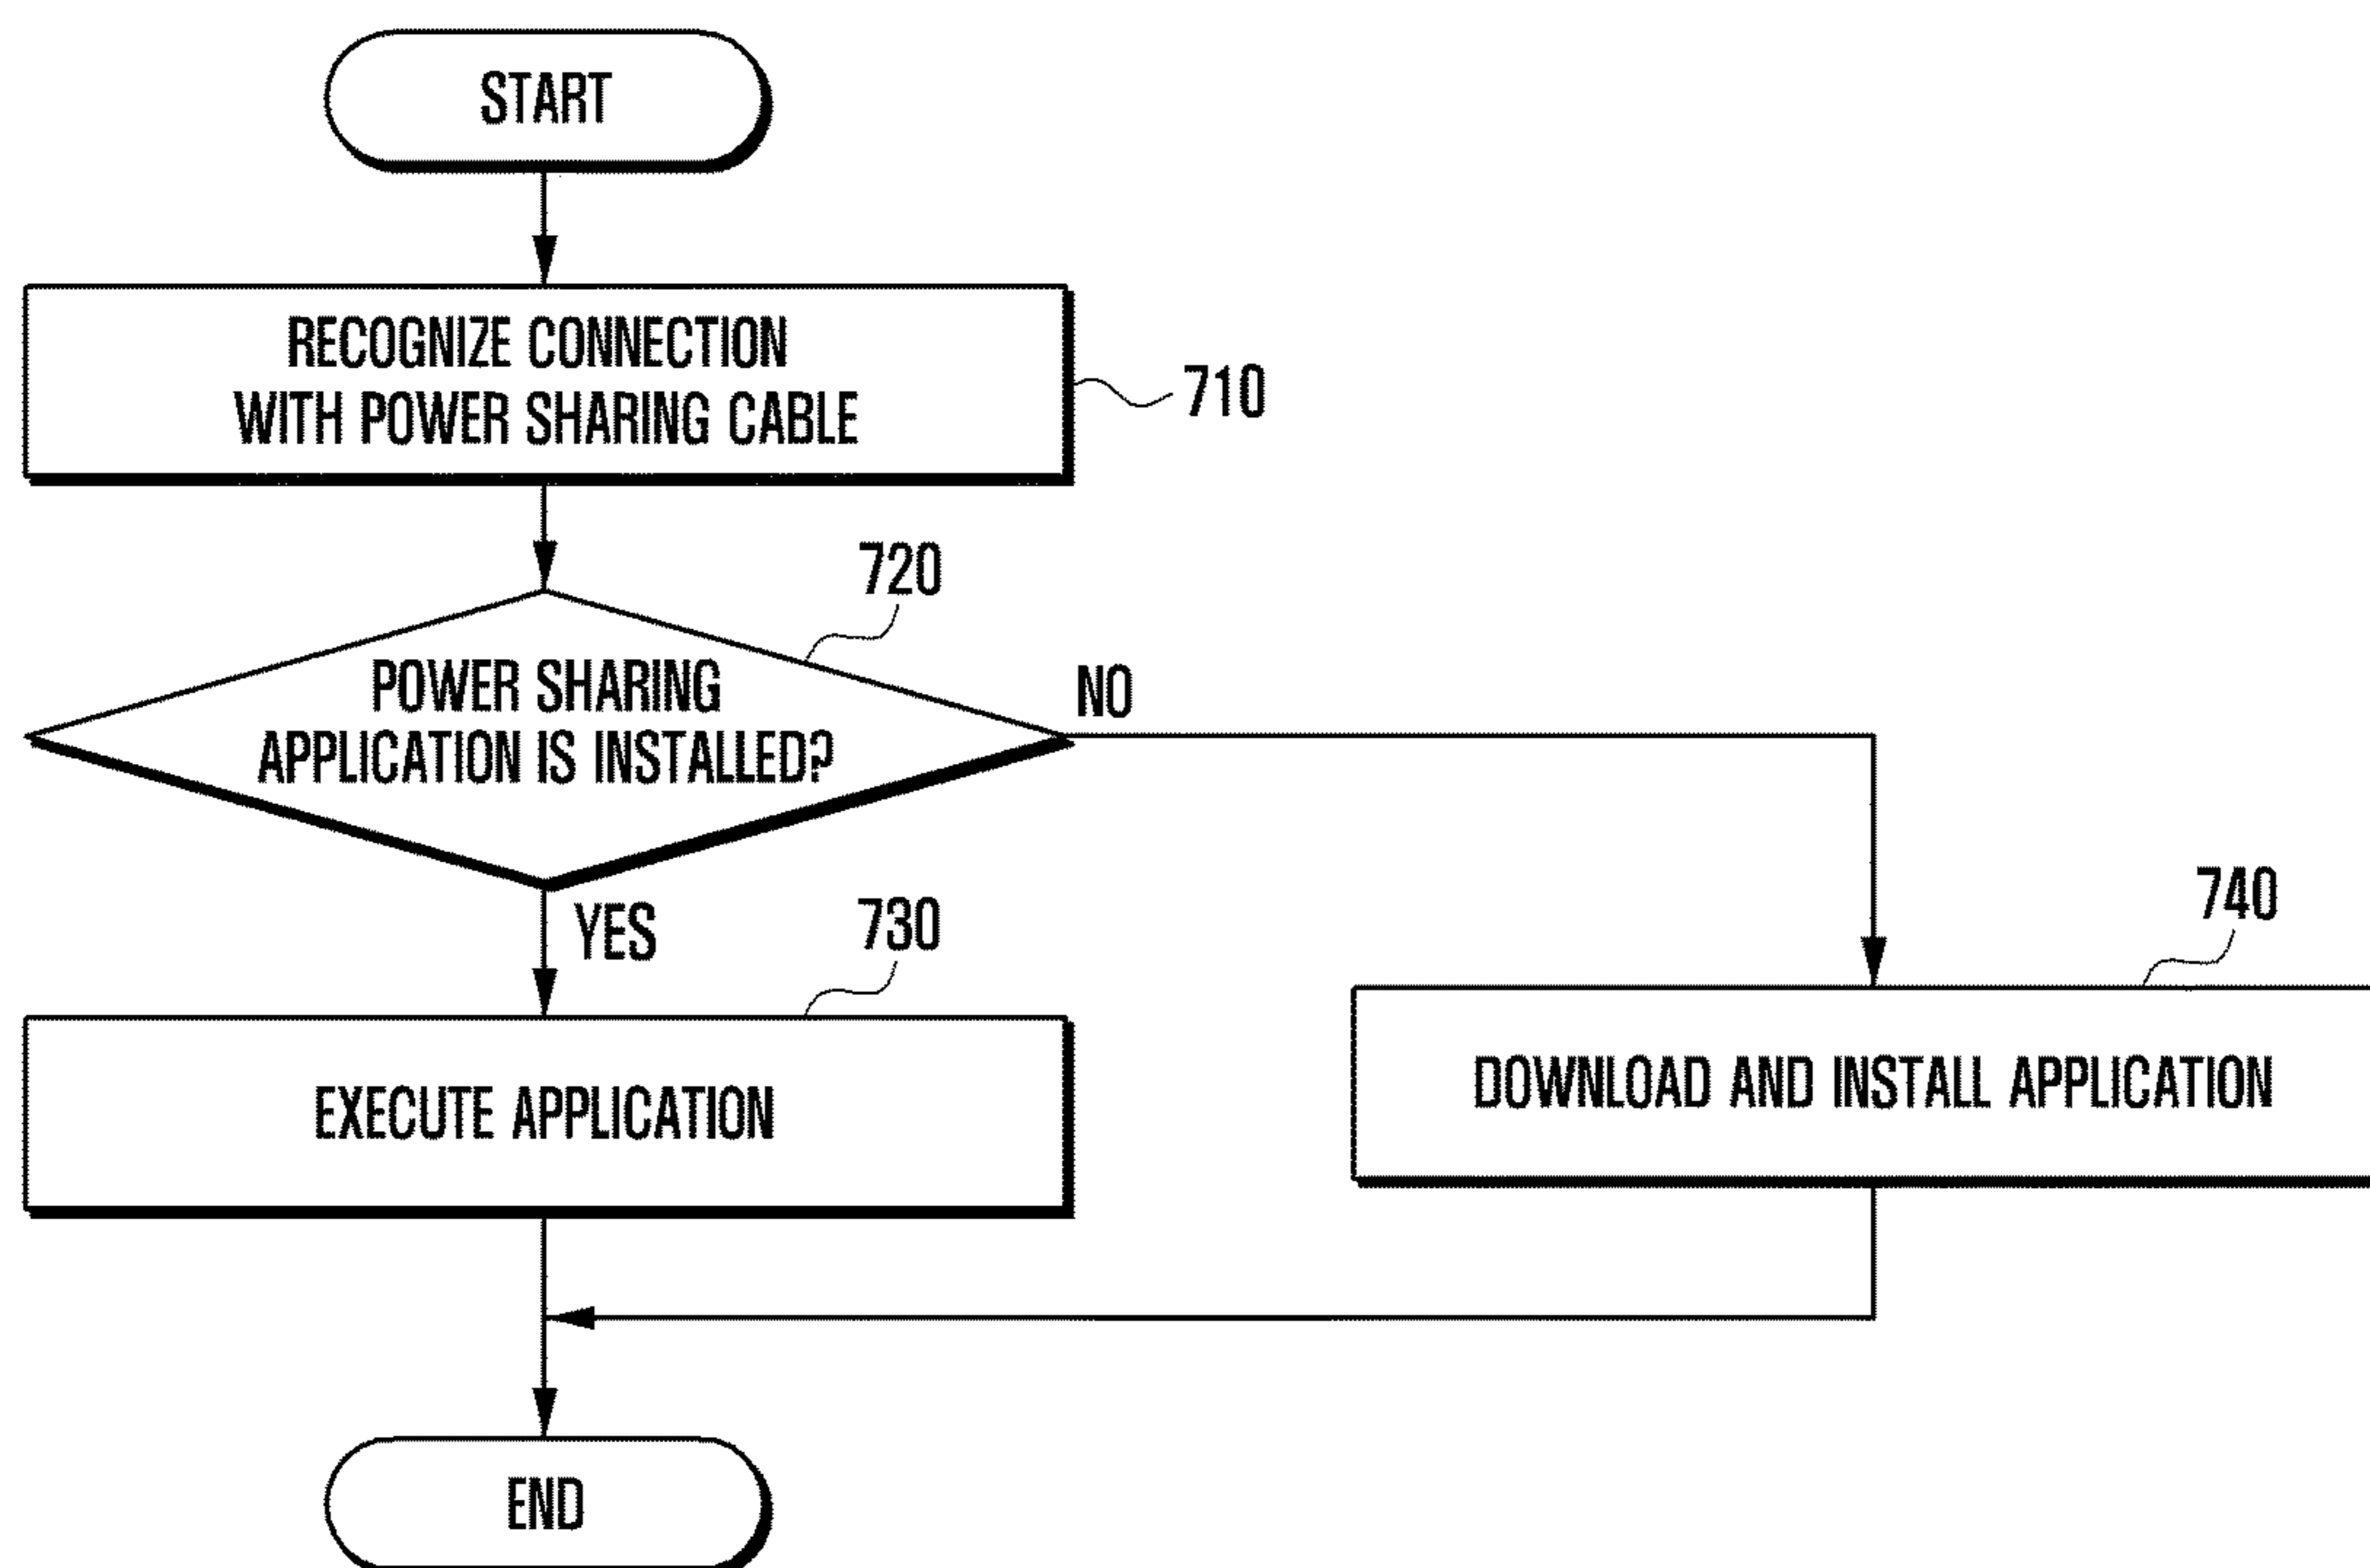 START
RECOGNIZE CONNECTION
WITH POWER SHARING CABLE
710
720
POWER SHARING
APPLICATION IS INSTALLED?
NO
YES
730
740
EXECUTE APPLICATION
DOWNLOAD AND INSTALL APPLICATION
END